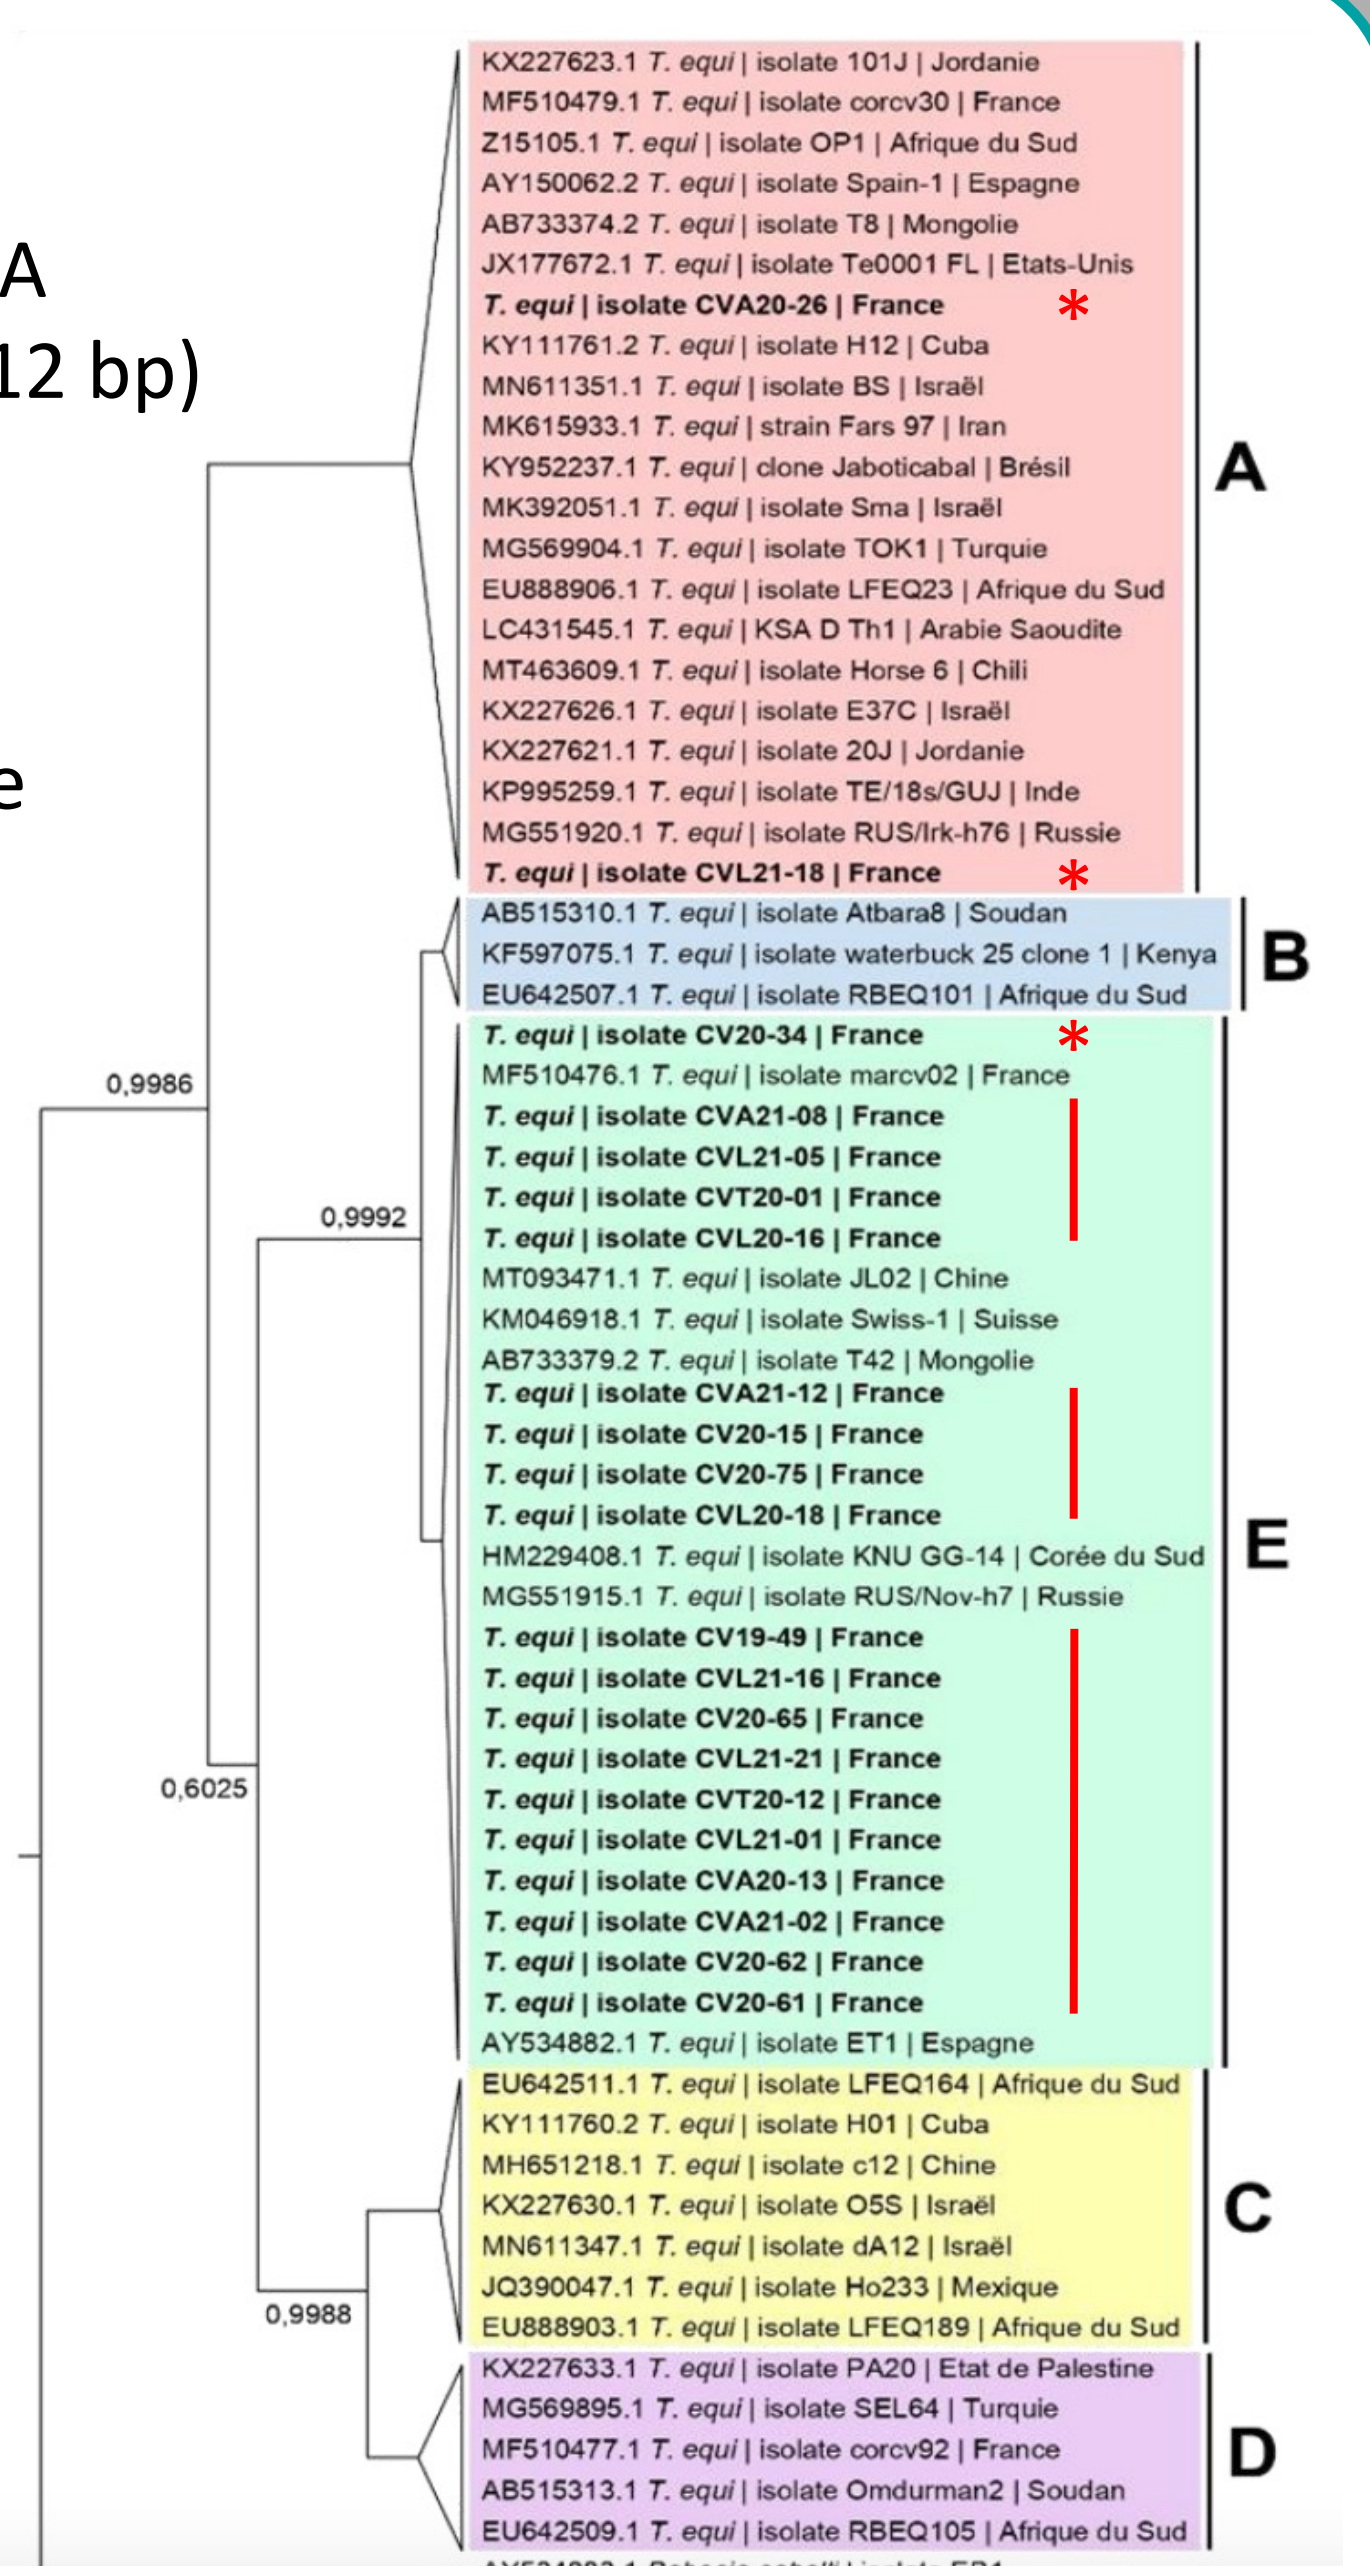 A
12 bp)
e
KX227623.1 T. equi | isolate 101J | Jordanie
MF510479.1 T. equi | isolate corcv30 | France
Z15105.1 T. equi | isolate OP1 | Afrique du Sud
AY150062.2 T. equi | isolate Spain-1 | Espagne
AB733374.2 T. equi | isolate T8 | Mongolie
JX177672.1 T. equi | isolate Te0001 FL | Etats-Unis
T. equi | isolate CVA20-26 | France *
KY111761.2 T. equi | isolate H12 | Cuba
MN611351.1 T. equi | isolate BS | Israël
MK615933.1 T. equi | strain Fars 97 | Iran
KY952237.1 T. equi | clone Jaboticabal | Brésil
MK392051.1 T. equi | isolate Sma | Israël
MG569904.1 T. equi | isolate TOK1 | Turquie
EU888906.1 T. equi | isolate LFEQ23 | Afrique du Sud
LC431545.1 T. equi | KSA D Th1 | Arabie Saoudite
MT463609.1 T. equi | isolate Horse 6 | Chili
KX227626.1 T. equi | isolate E37C | Israël
KX227621.1 T. equi | isolate 20J | Jordanie
KP995259.1 T. equi | isolate TE/18s/GUJ | Inde
MG551920.1 T. equi | isolate RUS/Irk-h76 | Russie
T. equi | isolate CVL21-18 | France *
A
AB515310.1 T. equi | isolate Atbara8 | Soudan
KF597075.1 T. equi | isolate waterbuck 25 clone 1 | Kenya
EU642507.1 T. equi | isolate RBEQ101 | Afrique du Sud
B
T. equi | isolate CV20-34 | France *
MF510476.1 T. equi | isolate marcv02 | France
T. equi | isolate CVA21-08 | France
T. equi | isolate CVL21-05 | France
T. equi | isolate CVT20-01 | France
T. equi | isolate CVL20-16 | France
MT093471.1 T. equi | isolate JL02 | Chine
KM046918.1 T. equi | isolate Swiss-1 | Suisse
AB733379.2 T. equi | isolate T42 | Mongolie
T. equi | isolate CVA21-12 | France
T. equi | isolate CV20-15 | France
T. equi | isolate CV20-75 | France
T. equi | isolate CVL20-18 | France
HM229408.1 T. equi | isolate KNU GG-14 | Corée du Sud
MG551915.1 T. equi | isolate RUS/Nov-h7 | Russie
T. equi | isolate CV19-49 | France
T. equi | isolate CVL21-16 | France
T. equi | isolate CV20-65 | France
T. equi | isolate CVL21-21 | France
T. equi | isolate CVT20-12 | France
T. equi | isolate CVL21-01 | France
T. equi | isolate CVA20-13 | France
T. equi | isolate CVA21-02 | France
T. equi | isolate CV20-62 | France
T. equi | isolate CV20-61 | France
AY534882.1 T. equi | isolate ET1 | Espagne
E
EU642511.1 T. equi | isolate LFEQ164 | Afrique du Sud
KY111760.2 T. equi | isolate H01 | Cuba
MH651218.1 T. equi | isolate c12 | Chine
KX227630.1 T. equi | isolate O5S | Israël
MN611347.1 T. equi | isolate dA12 | Israël
JQ390047.1 T. equi | isolate Ho233 | Mexique
EU888903.1 T. equi | isolate LFEQ189 | Afrique du Sud
C
KX227633.1 T. equi | isolate PA20 | Etat de Palestine
MG569895.1 T. equi | isolate SEL64 | Turquie
MF510477.1 T. equi | isolate corcv92 | France
AB515313.1 T. equi | isolate Omdurman2 | Soudan
EU642509.1 T. equi | isolate RBEQ105 | Afrique du Sud
D
0,9986
0,9992
0,6025
0,9988